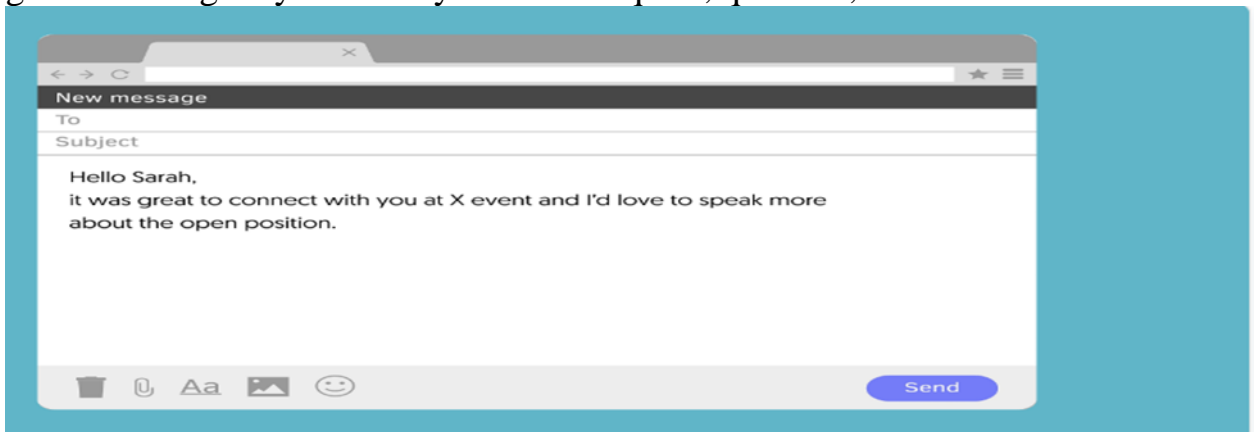 New message
To
Subject
Hello Sarah,
it was great to connect with you at X event and I'd love to speak more
about the open position.
Aa
Send